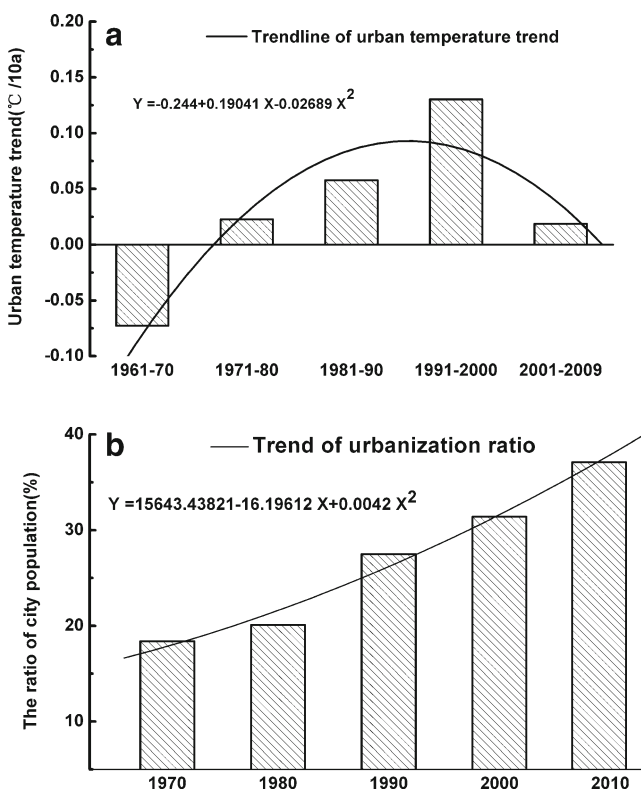 a
Trendline of urban temperature trend
Y =-0.244+0.19041 X-0.02689 X²
Urban temperature trend(℃ /10a)
0.20
0.15
0.10
0.05
0.00
-0.05
-0.10
1961-70 1971-80 1981-90 1991-2000 2001-2009
b
Trend of urbanization ratio
Y =15643.43821-16.19612 X+0.0042 X²
The ratio of city population(%)
40
30
20
10
1970 1980 1990 2000 2010